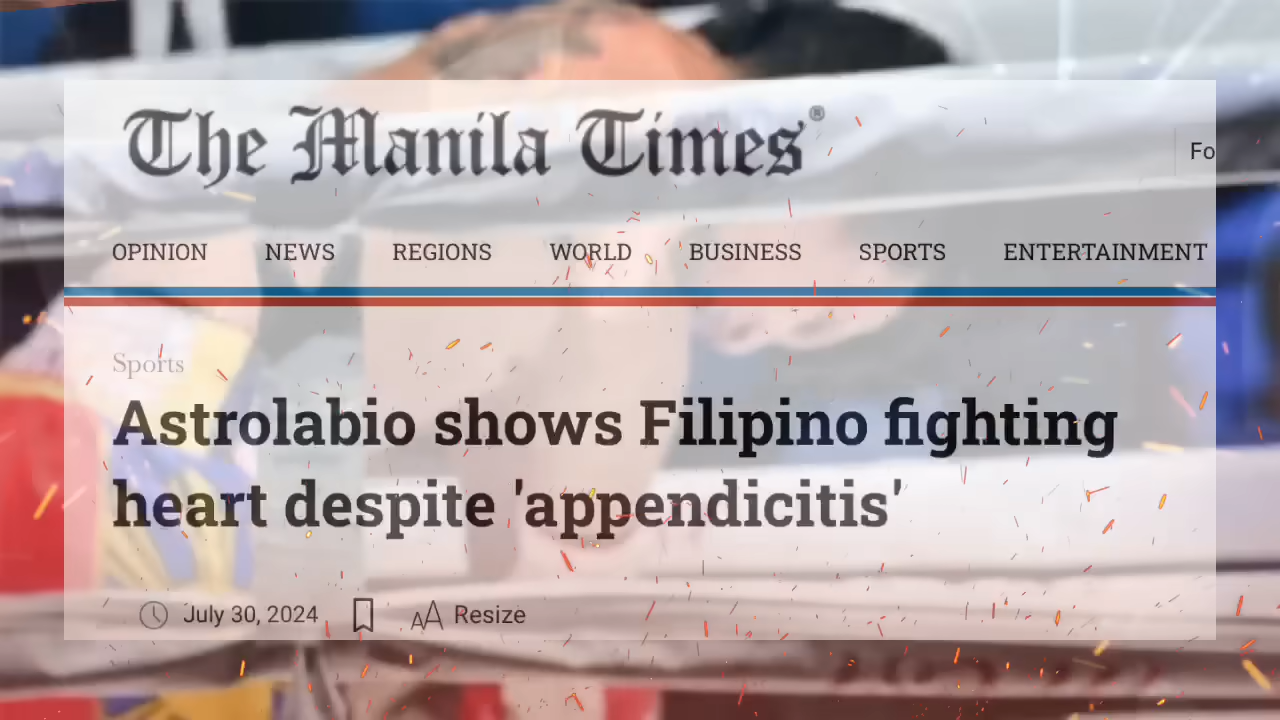 The Manila Times®
Fo
OPINION NEWS REGIONS WORLD BUSINESS SPORTS ENTERTAINMENT
Sports
Astrolabio shows Filipino fighting
heart despite 'appendicitis'
July 30, 2024 AA Resize